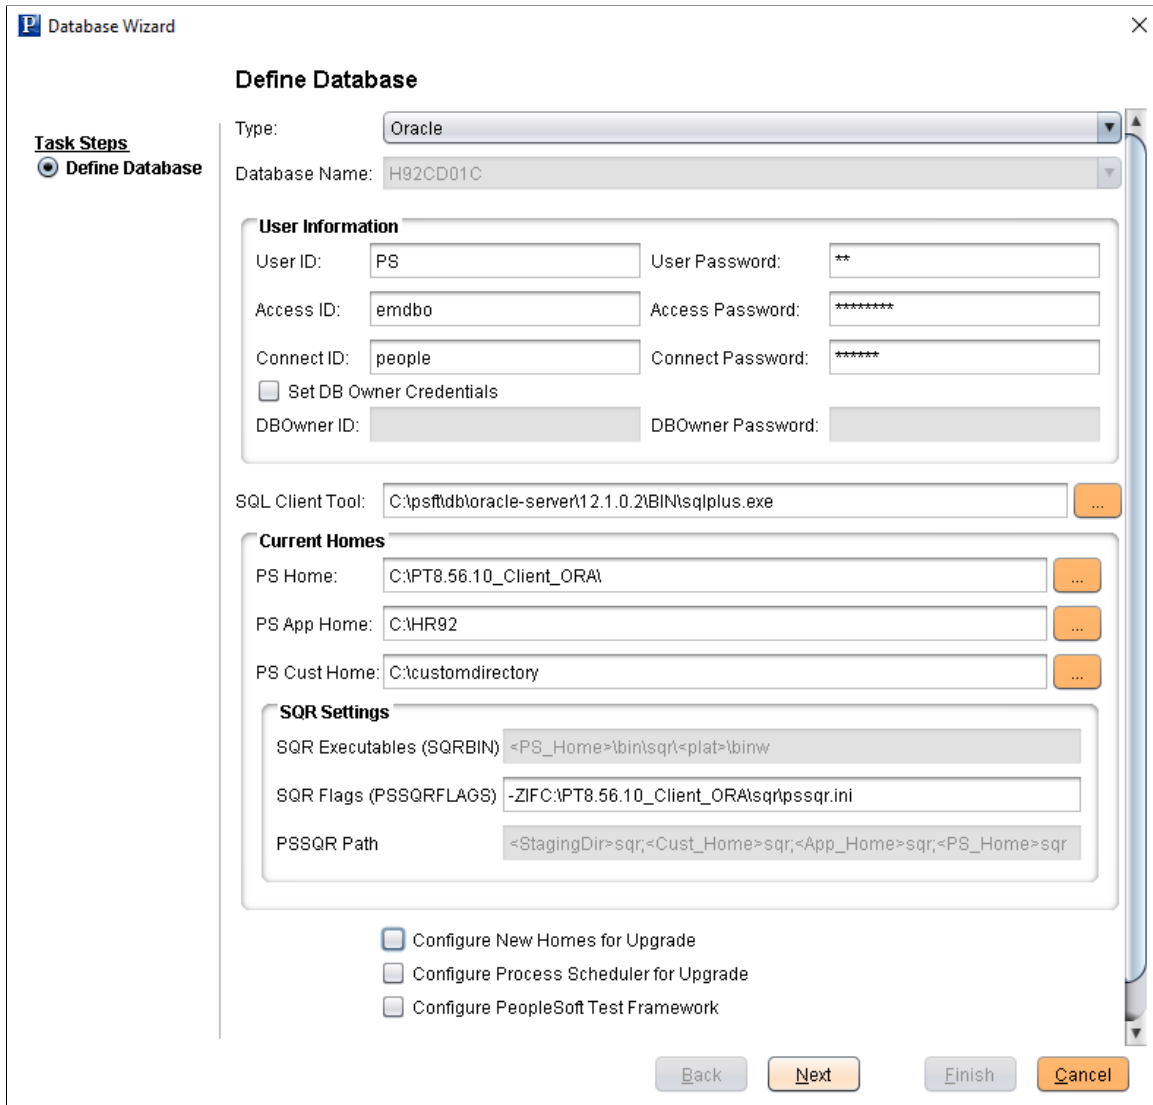 Database Wizard
Define Database
Task Steps
Define Database
Type: Oracle
Database Name: H92CD01C
User Information
User ID: PS User Password: **
Access ID: emdbo Access Password: ********
Connect ID: people Connect Password: ******
Set DB Owner Credentials
DBOwner ID: DBOwner Password:
SQL Client Tool: C:\psft\db\oracle-server\12.1.0.2\BIN\sqlplus.exe ...
Current Homes
PS Home: C:\PT8.56.10_Client_ORA\ ...
PS App Home: C:\HR92 ...
PS Cust Home: C:\customdirectory ...
SQR Settings
SQR Executables (SQRBIN) <PS_Home>\bin\sqr\<plat>\binw
SQR Flags (PSSQRFLAGS) -ZIFC:\PT8.56.10_Client_ORA\sqr\pssqr.ini
PSSQR Path <StagingDir>sqr;<Cust_Home>sqr;<App_Home>sqr;<PS_Home>sqr
Configure New Homes for Upgrade
Configure Process Scheduler for Upgrade
Configure PeopleSoft Test Framework
Back Next Finish Cancel